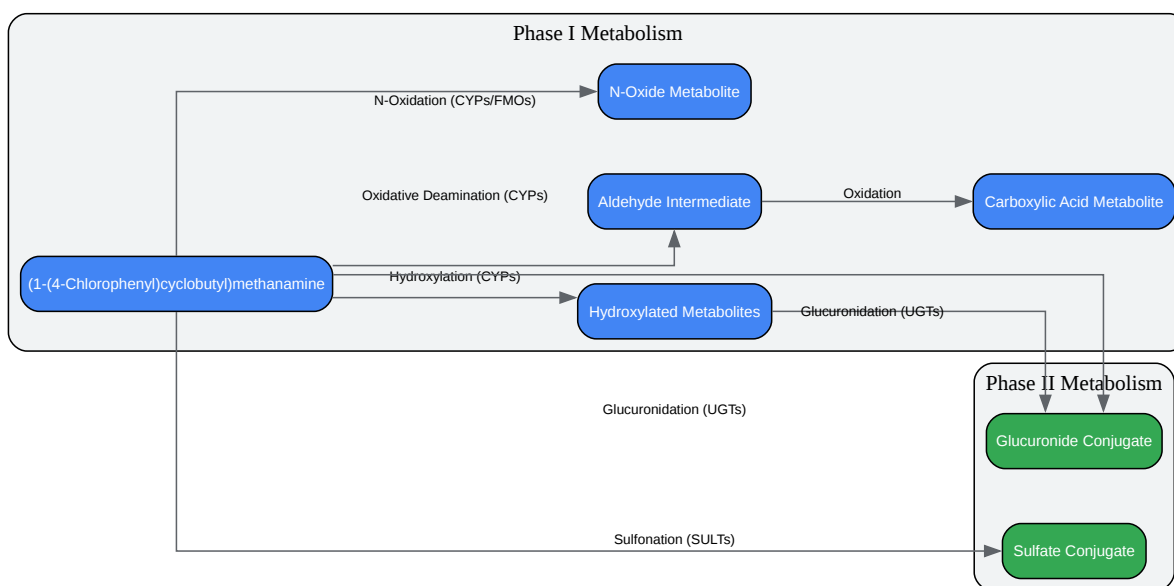 Phase I Metabolism
N-Oxide Metabolite
N-Oxidation (CYPs/FMOs)
Oxidative Deamination (CYPs)
Aldehyde Intermediate
Oxidation
Carboxylic Acid Metabolite
(1-(4-Chlorophenyl)cyclobutyl)methanamine
Hydroxylation (CYPs)
Hydroxylated Metabolites
Glucuronidation (UGTs)
Phase II Metabolism
Glucuronidation (UGTs)
Glucuronide Conjugate
Sulfonation (SULTs)
Sulfate Conjugate